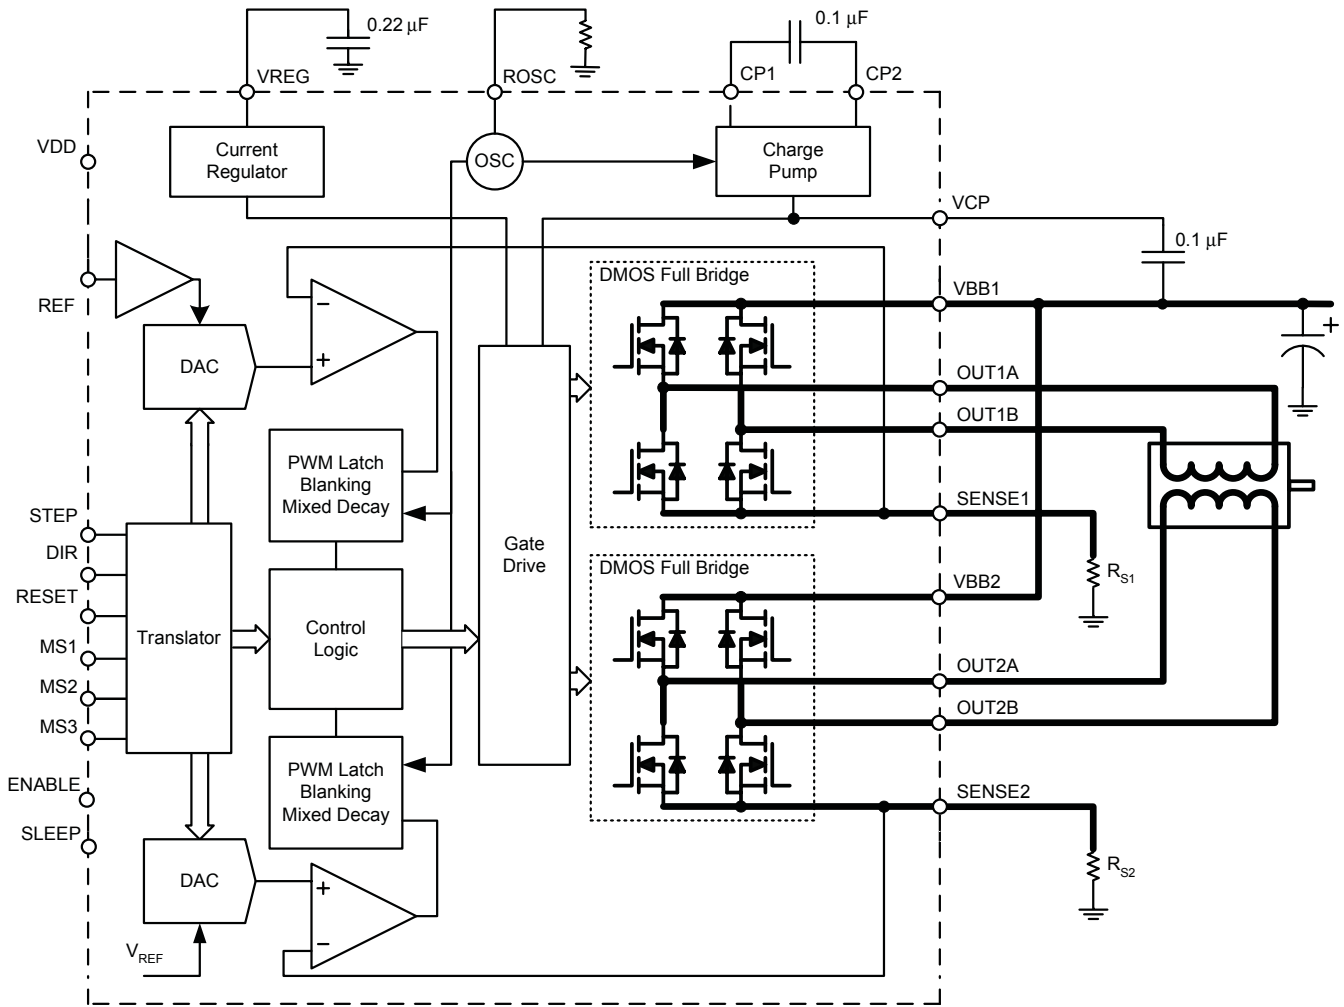 0.22 μF
0.1 μF
VREG
ROSC
CP1
CP2
VDD
Current
Regulator
OSC
Charge
Pump
VCP
0.1 μF
REF
DMOS Full Bridge
VBB1
−
+
+
DAC
OUT1A
OUT1B
PWM Latch
Blanking
Mixed Decay
SENSE1
STEP
DIR
RESET
MS1
MS2
MS3
ENABLE
SLEEP
Translator
Control
Logic
Gate
Drive
DMOS Full Bridge
RS1
VBB2
OUT2A
OUT2B
PWM Latch
Blanking
Mixed Decay
SENSE2
DAC
+
−
RS2
VREF